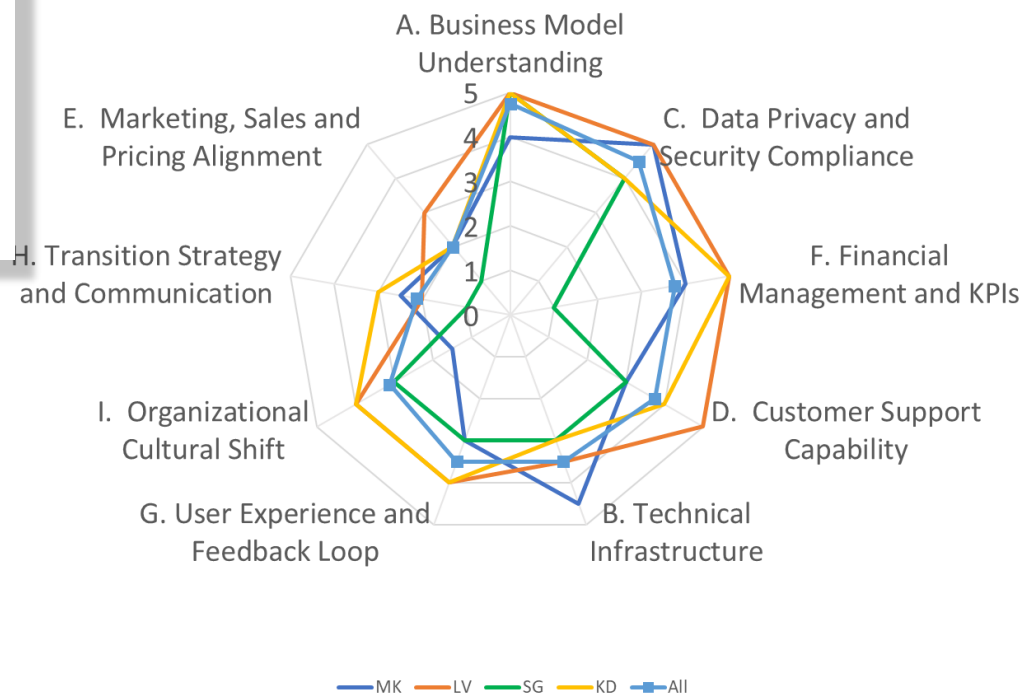 A. Business Model
Understanding
E.  Marketing, Sales and
Pricing Alignment
C.  Data Privacy and
Security Compliance
H. Transition Strategy
and Communication
F. Financial
Management and KPIs
I.  Organizational
Cultural Shift
D.  Customer Support
Capability
G. User Experience and
Feedback Loop
B. Technical
Infrastructure
5
4
3
2
1
0
MK LV SG KD All